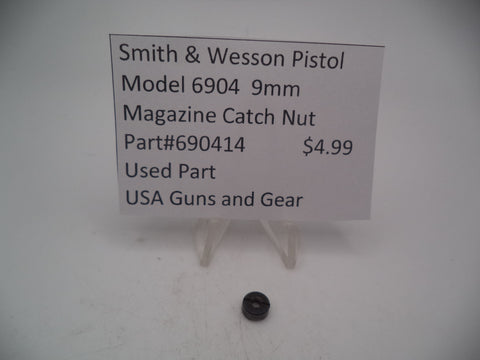 Smith & Wesson Pistol
Model 6904 9mm
Magazine Catch Nut
Part#690414 $4.99
Used Part
USA Guns and Gear